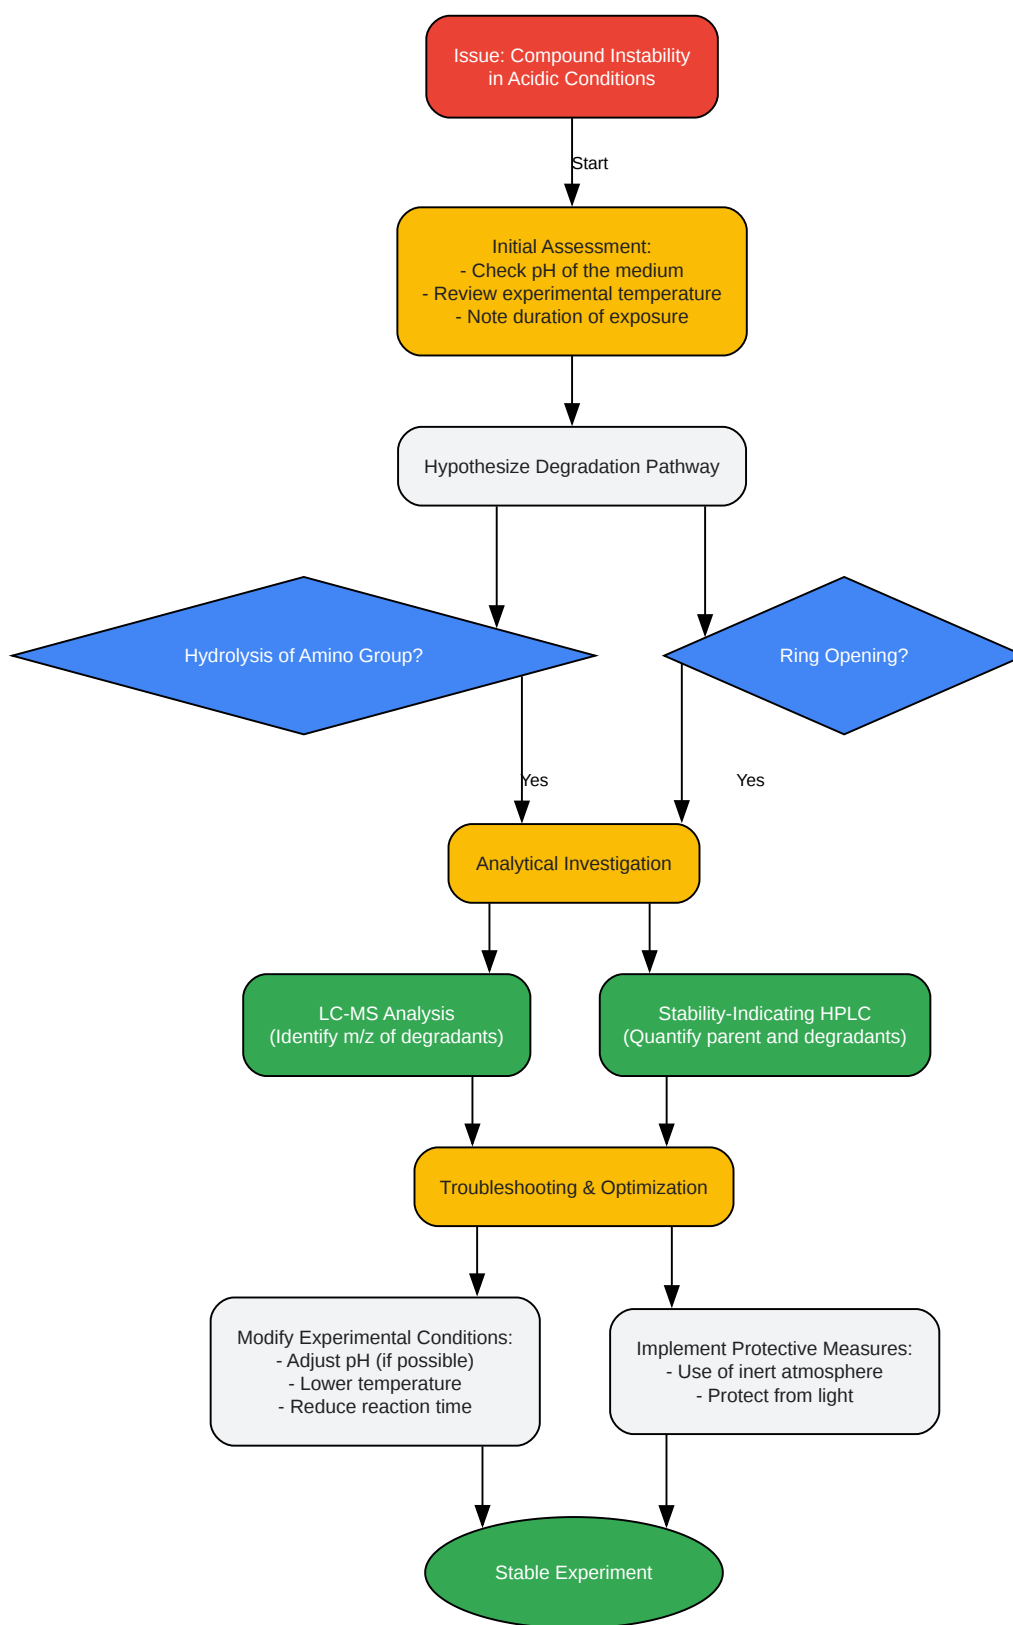 Issue: Compound Instability
in Acidic Conditions
Start
Initial Assessment:
- Check pH of the medium
- Review experimental temperature
- Note duration of exposure
Hypothesize Degradation Pathway
Hydrolysis of Amino Group?
Ring Opening?
Yes
Yes
Analytical Investigation
LC-MS Analysis
(Identify m/z of degradants)
Stability-Indicating HPLC
(Quantify parent and degradants)
Troubleshooting & Optimization
Modify Experimental Conditions:
- Adjust pH (if possible)
- Lower temperature
- Reduce reaction time
Implement Protective Measures:
- Use of inert atmosphere
- Protect from light
Stable Experiment